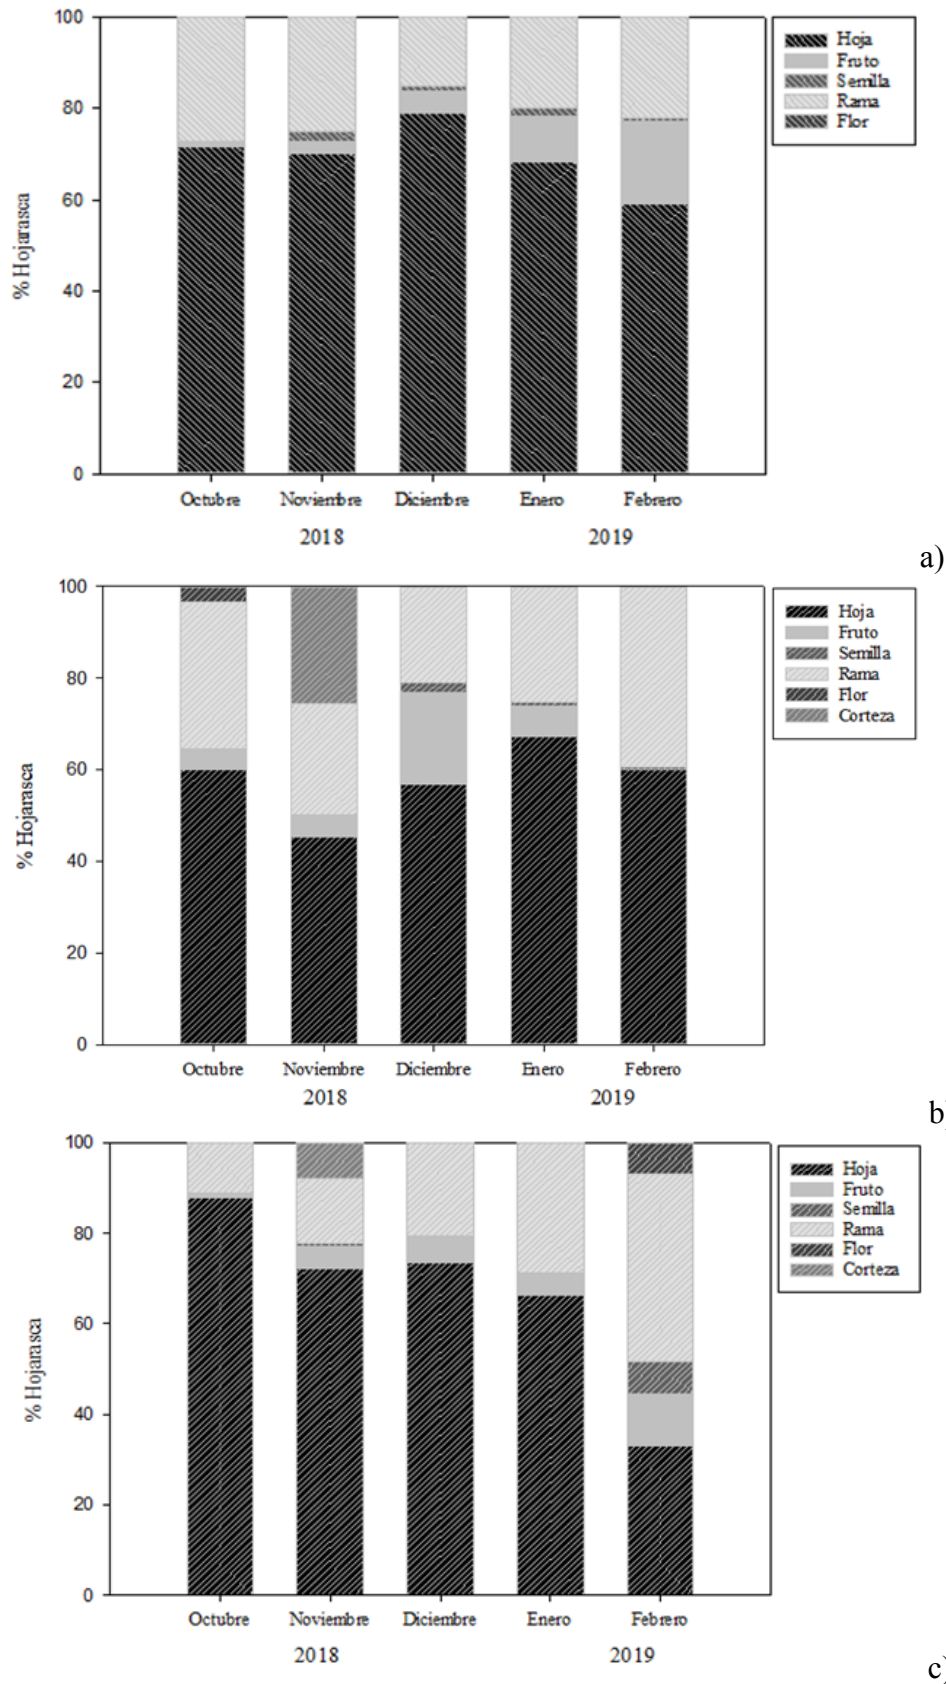 100
80
60
40
20
0
% Hojarasca
Hoja
Fruto
Semilla
Rama
Flor
Octubre Noviembre Diciembre Enero Febrero
2018 2019
a)
100
80
60
40
20
0
% Hojarasca
Hoja
Fruto
Semilla
Rama
Flor
Corteza
Octubre Noviembre Diciembre Enero Febrero
2018 2019
b)
100
80
60
40
20
0
% Hojarasca
Hoja
Fruto
Semilla
Rama
Flor
Corteza
Octubre Noviembre Diciembre Enero Febrero
2018 2019
c)